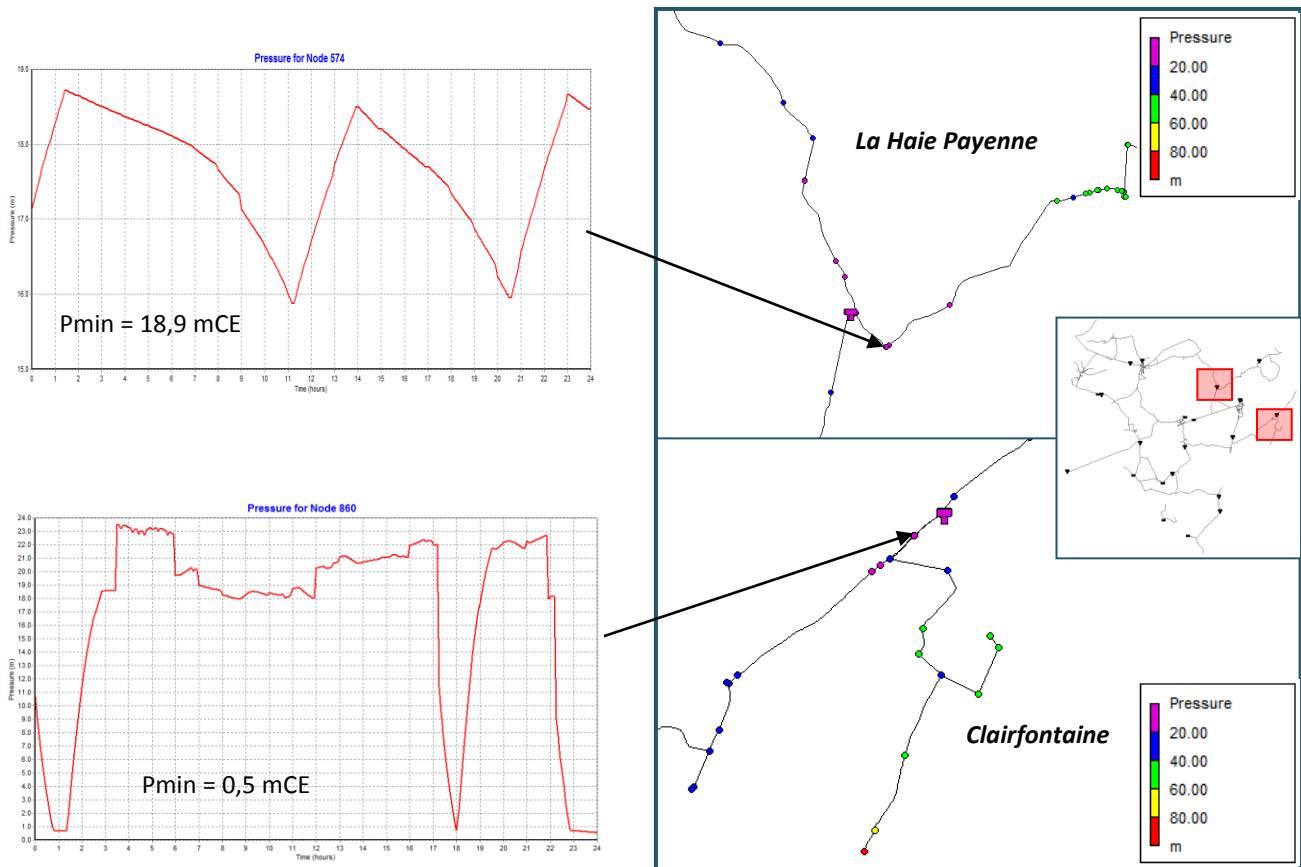 Pressure for Node 574
Pressure (m)
19.0
18.0
17.0
16.0
15.0
Pmin = 18,9 mCE
0 1 2 3 4 5 6 7 8 9 10 11 12 13 14 15 16 17 18 19 20 21 22 23 24
Time (hours)
La Haie Payenne
Pressure
20.00
40.00
60.00
80.00
m
Pressure for Node 860
Pressure (m)
24.0
23.0
22.0
21.0
20.0
19.0
18.0
17.0
16.0
15.0
14.0
13.0
12.0
11.0
10.0
9.0
8.0
7.0
6.0
5.0
4.0
3.0
2.0
1.0
0.0
Pmin = 0,5 mCE
0 1 2 3 4 5 6 7 8 9 10 11 12 13 14 15 16 17 18 19 20 21 22 23 24
Time (hours)
Clairfontaine
Pressure
20.00
40.00
60.00
80.00
m